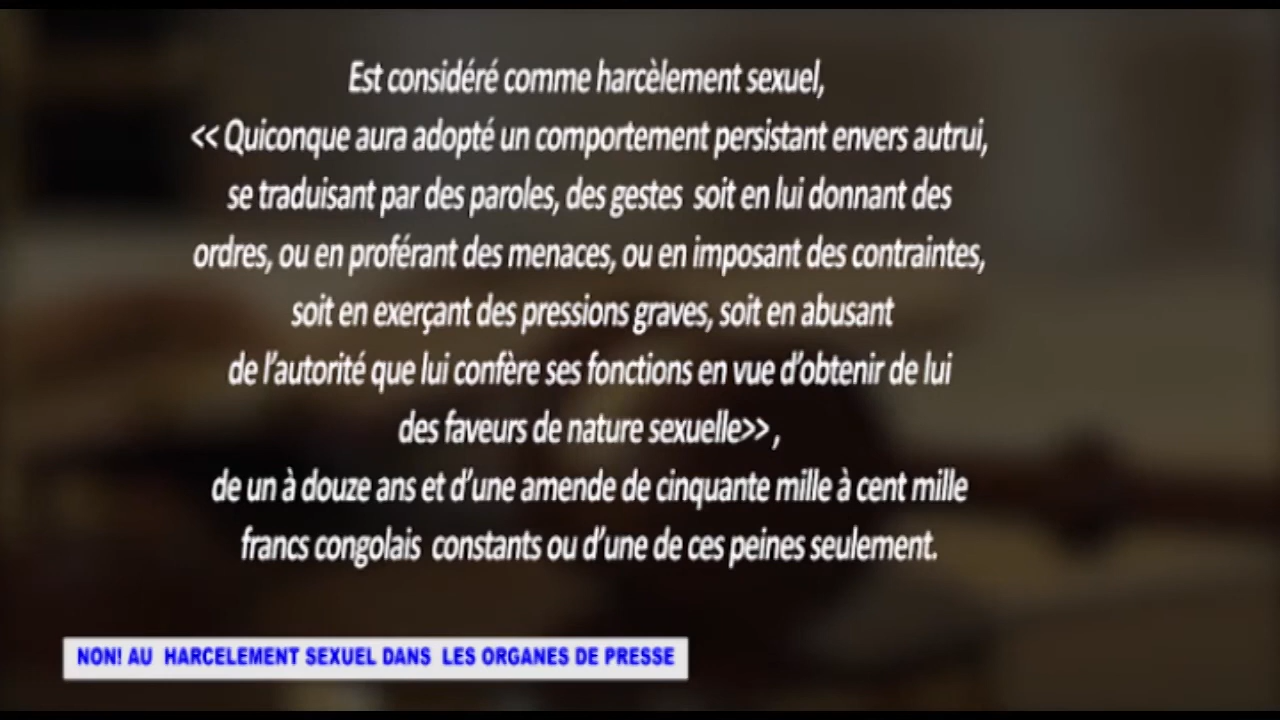 Est considéré comme harcèlement sexuel,
<< Quiconque aura adopté un comportement persistant envers autrui,
se traduisant par des paroles, des gestes soit en lui donnant des
ordres, ou en proférant des menaces, ou en imposant des contraintes,
soit en exerçant des pressions graves, soit en abusant
de l’autorité que lui confère ses fonctions en vue d’obtenir de lui
des faveurs de nature sexuelle>> ,
de un à douze ans et d’une amende de cinquante mille à cent mille
francs congolais constants ou d’une de ces peines seulement.
NON! AU HARCELEMENT SEXUEL DANS LES ORGANES DE PRESSE